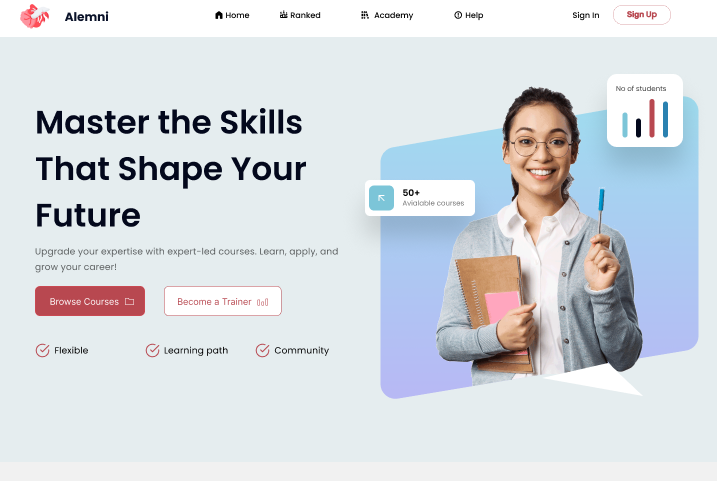 Alemni
Home
Ranked
Academy
Help
Sign In
Sign Up
Master the Skills
That Shape Your
Future
Upgrade your expertise with expert-led courses. Learn, apply, and
grow your career!
Browse Courses
Become a Trainer
Flexible
Learning path
Community
50+
Avialable courses
No of students